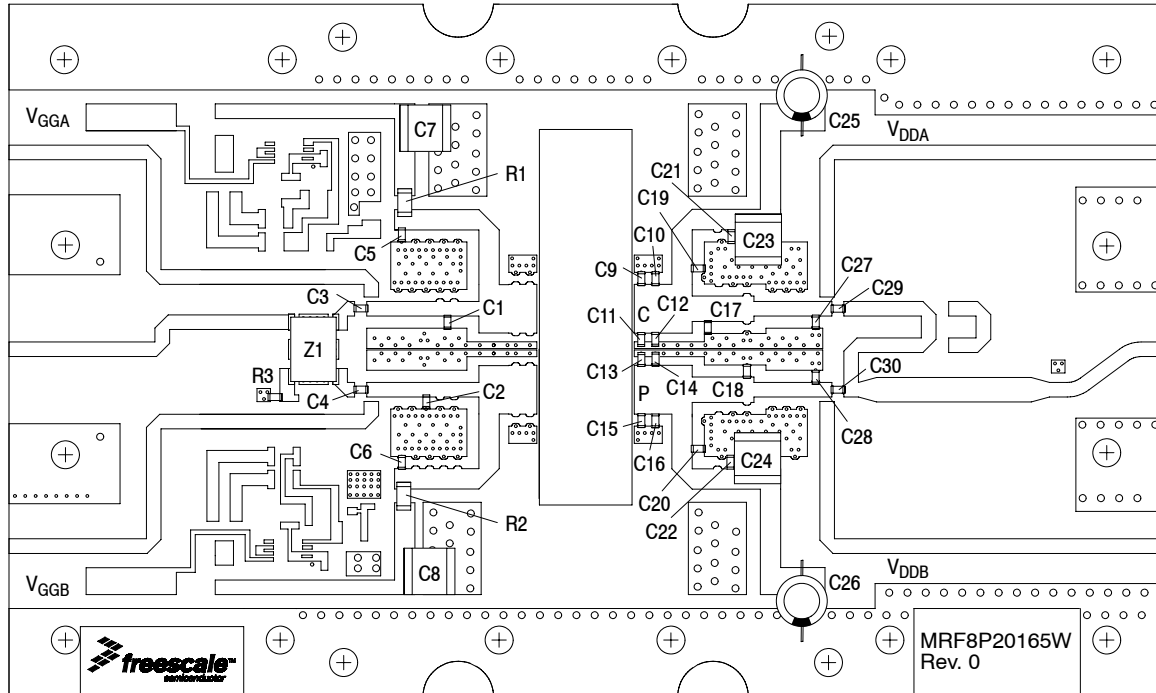 C25
VGGA
C7
VDDA
R1
C21
C19
C5
C23
C10
C9
C27
C3
C29
C1
C11
C
C12
C17
Z1
C13
C30
R3
C14
C18
C4
C2
P
C15
C28
C6
C16
C24
C20
R2
C22
C8
VGGB
VDDB
C26
freescale™
semiconductor
MRF8P20165W
Rev. 0